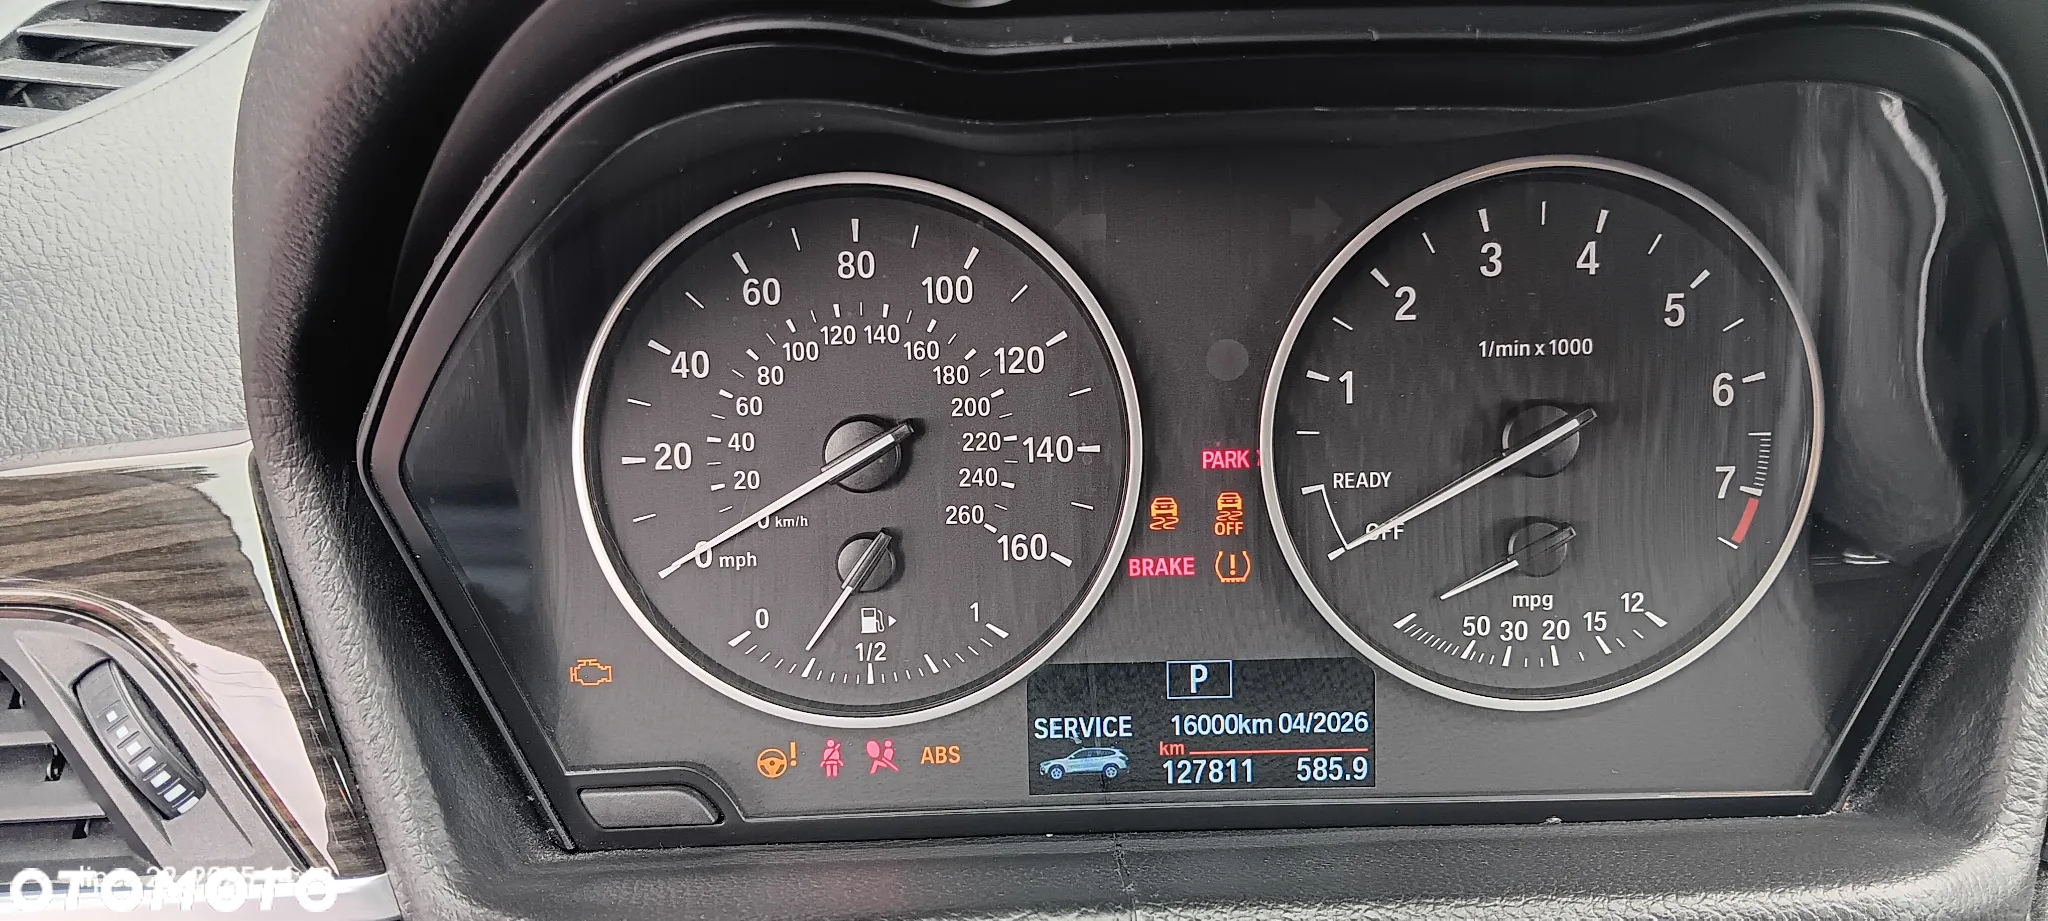 20
40
60
80
100
120
140
160
20
40
60
80
100
120
140
160
180
200
220
240
260
0 km/h
0 mph
0
1/2
1
1
2
3
4
5
6
7
1/min x 1000
READY
OFF
mpg
50 30 20 15 12
PARK
OFF
BRAKE
ABS
P
SERVICE 16000km 04/2026
km
127811 585.9
OTOMOTO